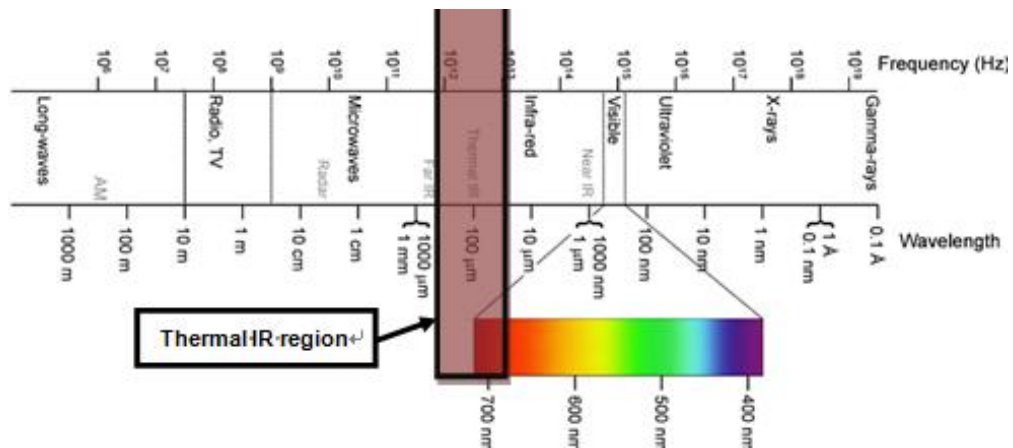 10⁶ 10⁷ 10⁸ 10⁹ 10¹⁰ 10¹¹ 10¹² 10¹³ 10¹⁴ 10¹⁵ 10¹⁶ 10¹⁷ 10¹⁸ 10¹⁹ Frequency (Hz)
Long-waves
AM
Radio, TV
Microwaves
Radar
Far IR
Thermal IR
Infra-red
Near IR
Visible
Ultraviolet
X-rays
Gamma-rays
1000 m
100 m
10 m
1 m
10 cm
1 cm
1000 µm
1 mm
100 µm
10 µm
1000 nm
1 µm
100 nm
10 nm
1 nm
1 Å
0.1 nm
0.1 Å
Wavelength
Thermal·IR·region↵
700 nm
600 nm
500 nm
400 nm